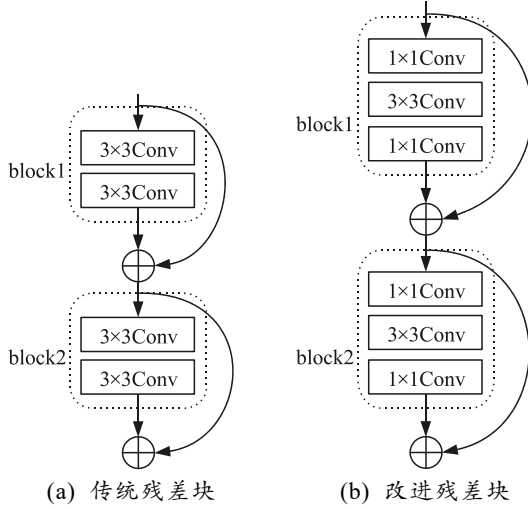 block1
3×3Conv
3×3Conv
block2
3×3Conv
3×3Conv
(a) 传统残差块
block1
1×1Conv
3×3Conv
1×1Conv
block2
1×1Conv
3×3Conv
1×1Conv
(b) 改进残差块